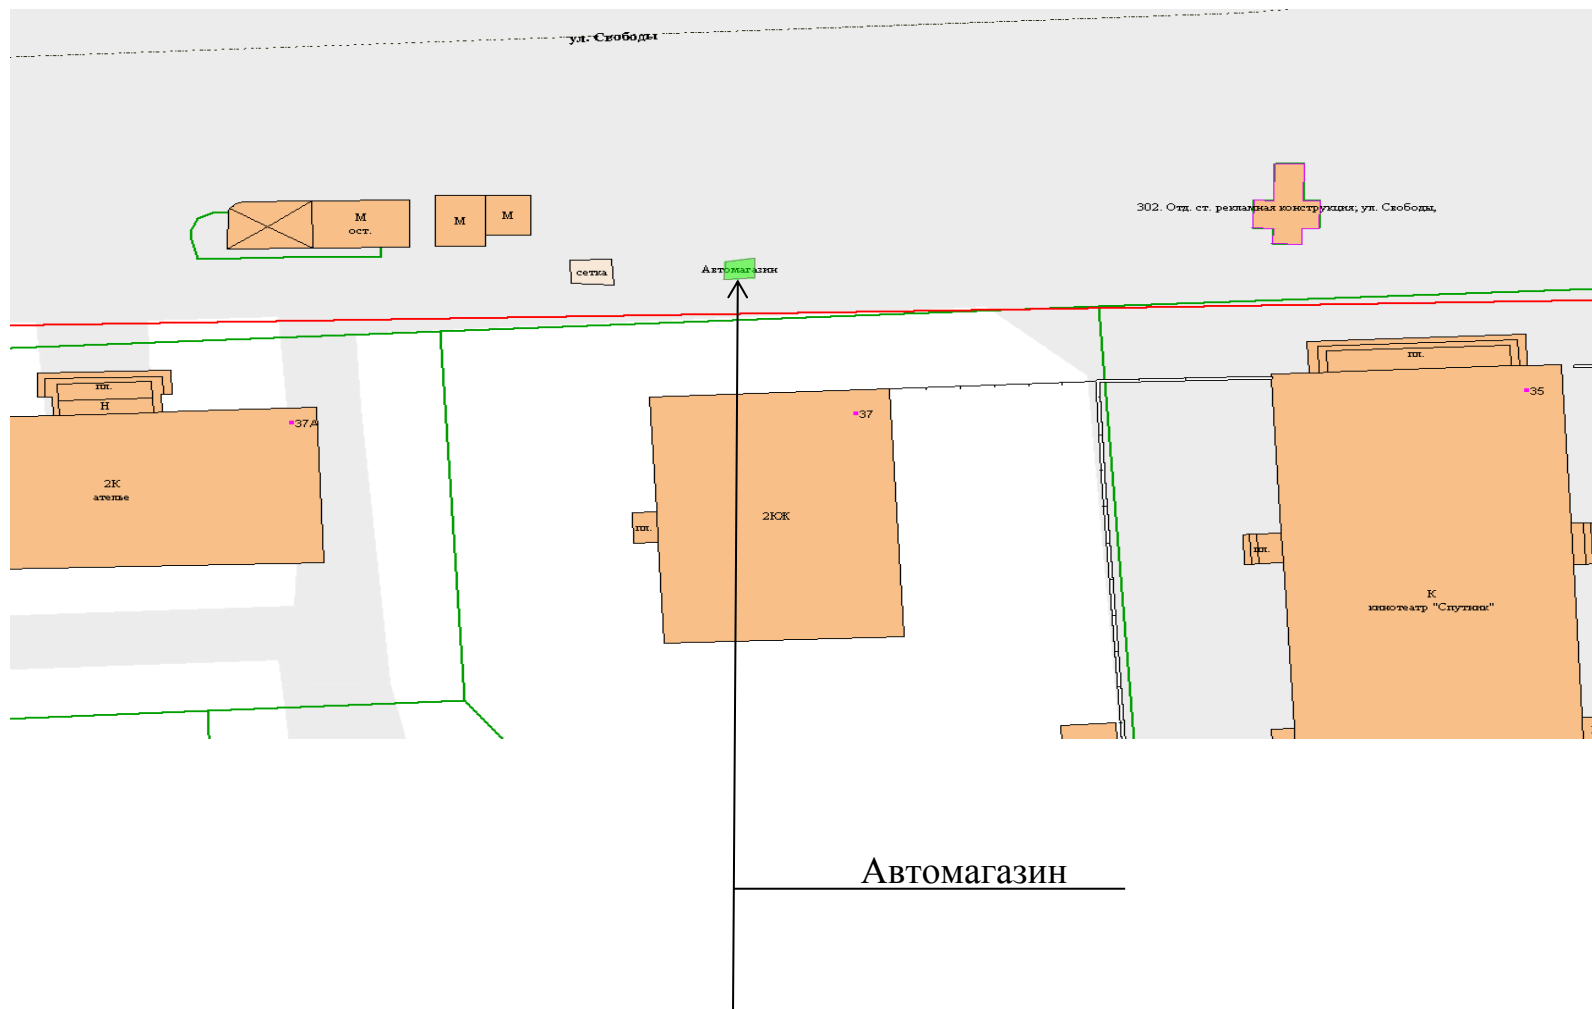 ул. Свободы
302. Отд. ст. рекламная конструкция; ул. Свободы,
М
ост.
М
М
сетка
Автомагазин
пл.
Н
37А
2К
ателье
37
2КЖ
пл.
пл.
35
пл.
К
кинотеатр "Спутник"
Автомагазин